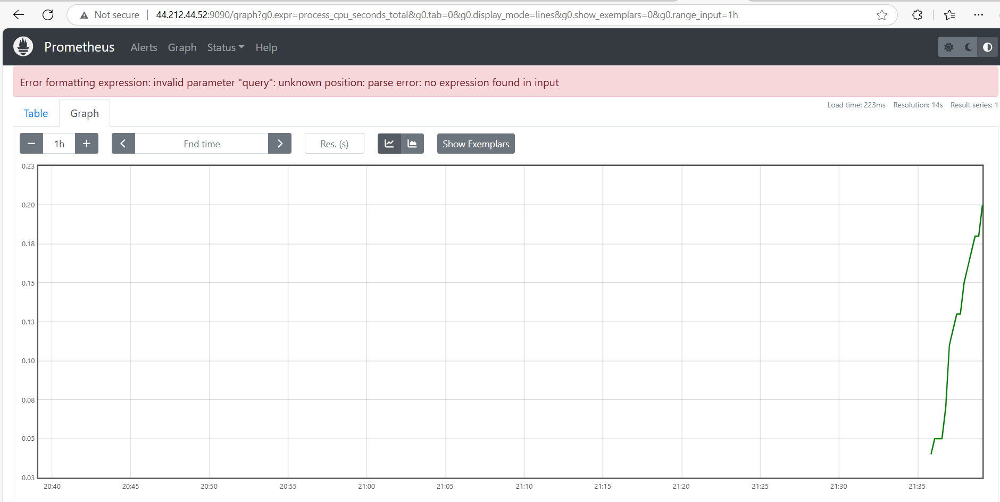 Not secure 44.212.44.52:9090/graph?g0.expr=process_cpu_seconds_total&g0.tab=0&g0.display_mode=lines&g0.show_exemplars=0&g0.range_input=1h
Prometheus Alerts Graph Status Help
Error formatting expression: invalid parameter "query": unknown position: parse error: no expression found in input
Load time: 223ms Resolution: 14s Result series: 1
Table Graph
1h End time Res. (s) Show Exemplars
0.23
0.20
0.18
0.15
0.13
0.10
0.08
0.05
0.03
20:40 20:45 20:50 20:55 21:00 21:05 21:10 21:15 21:20 21:25 21:30 21:35